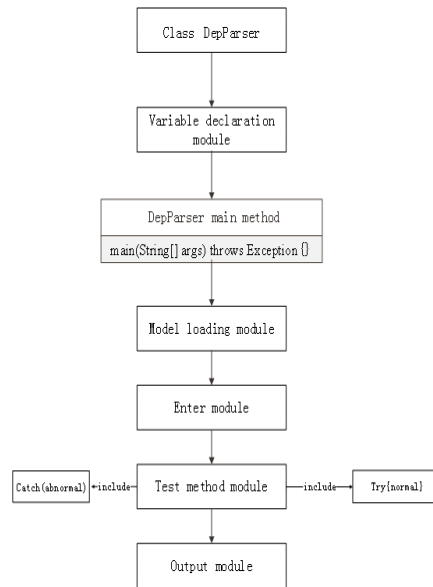 Class DepParser
Variable declaration
module
DepParser main method
main(String[] args) throws Exception {}
Model loading module
Enter module
Catch(abnormal)
include
Test method module
include
Try{normal}
Output module